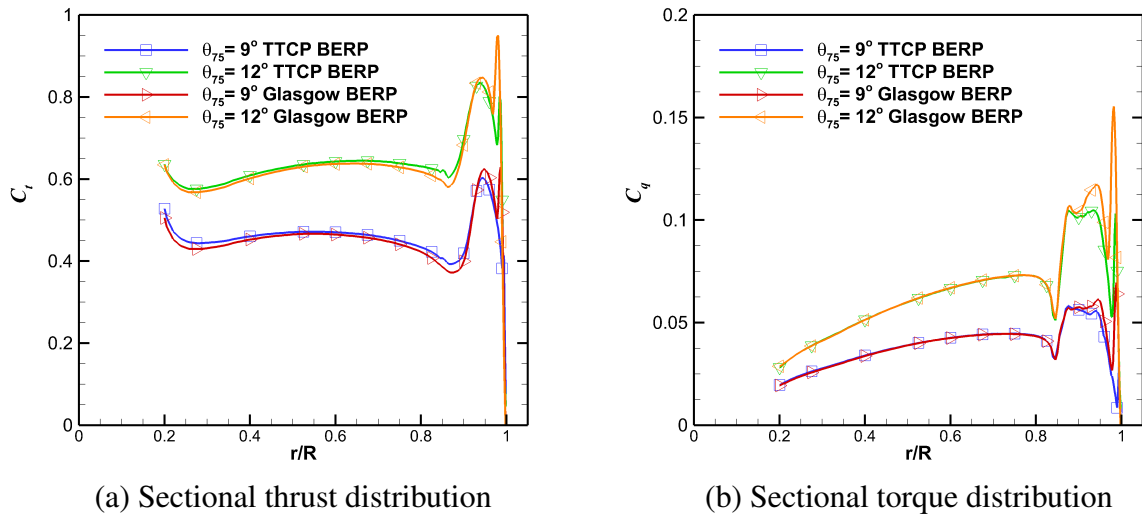 θ75= 9° TTCP BERP
θ75= 12° TTCP BERP
θ75= 9° Glasgow BERP
θ75= 12° Glasgow BERP
Ct
1
0.8
0.6
0.4
0.2
0
0 0.2 0.4 0.6 0.8 1
r/R
(a) Sectional thrust distribution
θ75= 9° TTCP BERP
θ75= 12° TTCP BERP
θ75= 9° Glasgow BERP
θ75= 12° Glasgow BERP
Cq
0.2
0.15
0.1
0.05
0
0 0.2 0.4 0.6 0.8 1
r/R
(b) Sectional torque distribution